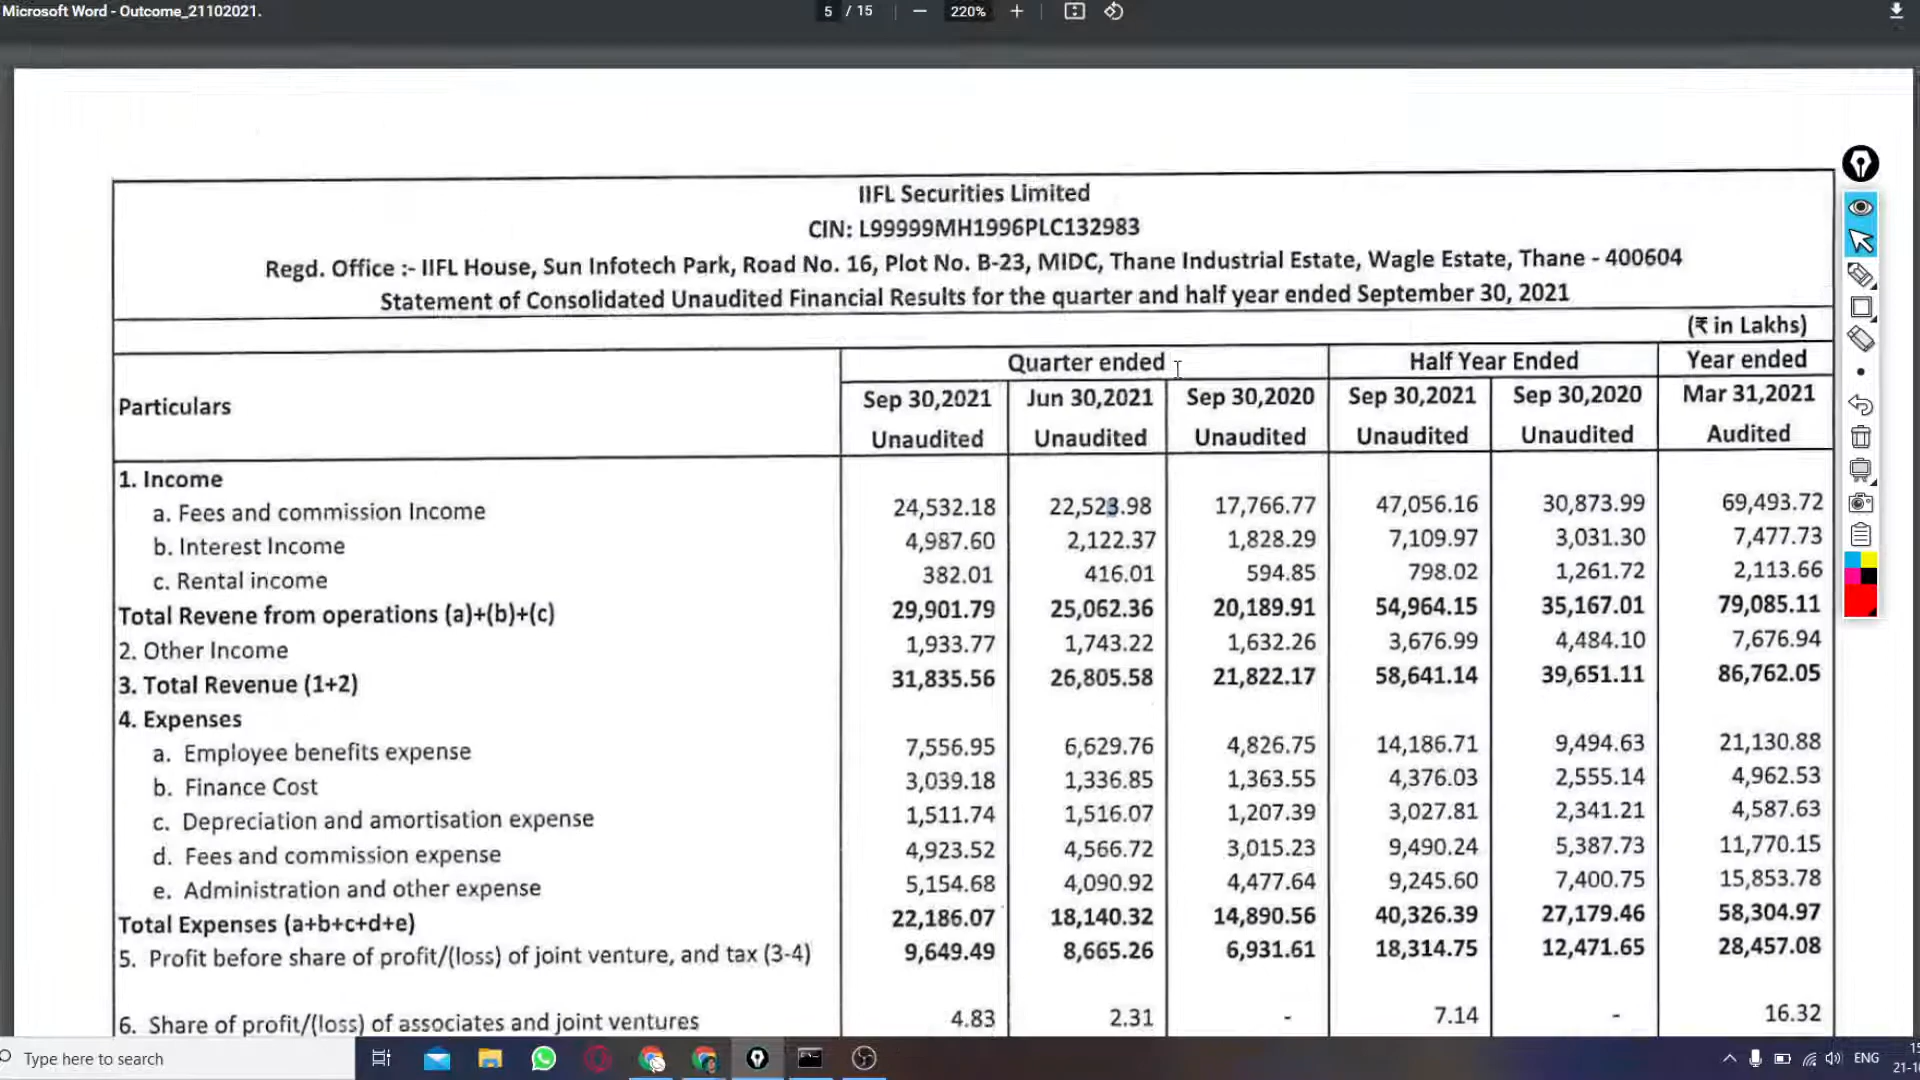 Microsoft Word - Outcome_21102021.
5 / 15
220%
IIFL Securities Limited
CIN: L99999MH1996PLC132983
Regd. Office :- IIFL House, Sun Infotech Park, Road No. 16, Plot No. B-23, MIDC, Thane Industrial Estate, Wagle Estate, Thane - 400604
Statement of Consolidated Unaudited Financial Results for the quarter and half year ended September 30, 2021
(₹ in Lakhs)
Quarter ended Half Year Ended Year ended
Particulars Sep 30,2021 Jun 30,2021 Sep 30,2020 Sep 30,2021 Sep 30,2020 Mar 31,2021
Unaudited Unaudited Unaudited Unaudited Unaudited Audited
1. Income
a. Fees and commission Income 24,532.18 22,523.98 17,766.77 47,056.16 30,873.99 69,493.72
b. Interest Income 4,987.60 2,122.37 1,828.29 7,109.97 3,031.30 7,477.73
c. Rental income 382.01 416.01 594.85 798.02 1,261.72 2,113.66
Total Revene from operations (a)+(b)+(c) 29,901.79 25,062.36 20,189.91 54,964.15 35,167.01 79,085.11
2. Other Income 1,933.77 1,743.22 1,632.26 3,676.99 4,484.10 7,676.94
3. Total Revenue (1+2) 31,835.56 26,805.58 21,822.17 58,641.14 39,651.11 86,762.05
4. Expenses
a. Employee benefits expense 7,556.95 6,629.76 4,826.75 14,186.71 9,494.63 21,130.88
b. Finance Cost 3,039.18 1,336.85 1,363.55 4,376.03 2,555.14 4,962.53
c. Depreciation and amortisation expense 1,511.74 1,516.07 1,207.39 3,027.81 2,341.21 4,587.63
d. Fees and commission expense 4,923.52 4,566.72 3,015.23 9,490.24 5,387.73 11,770.15
e. Administration and other expense 5,154.68 4,090.92 4,477.64 9,245.60 7,400.75 15,853.78
Total Expenses (a+b+c+d+e) 22,186.07 18,140.32 14,890.56 40,326.39 27,179.46 58,304.97
5. Profit before share of profit/(loss) of joint venture, and tax (3-4) 9,649.49 8,665.26 6,931.61 18,314.75 12,471.65 28,457.08
6. Share of profit/(loss) of associates and joint ventures 4.83 2.31 - 7.14 - 16.32
Type here to search
ENG